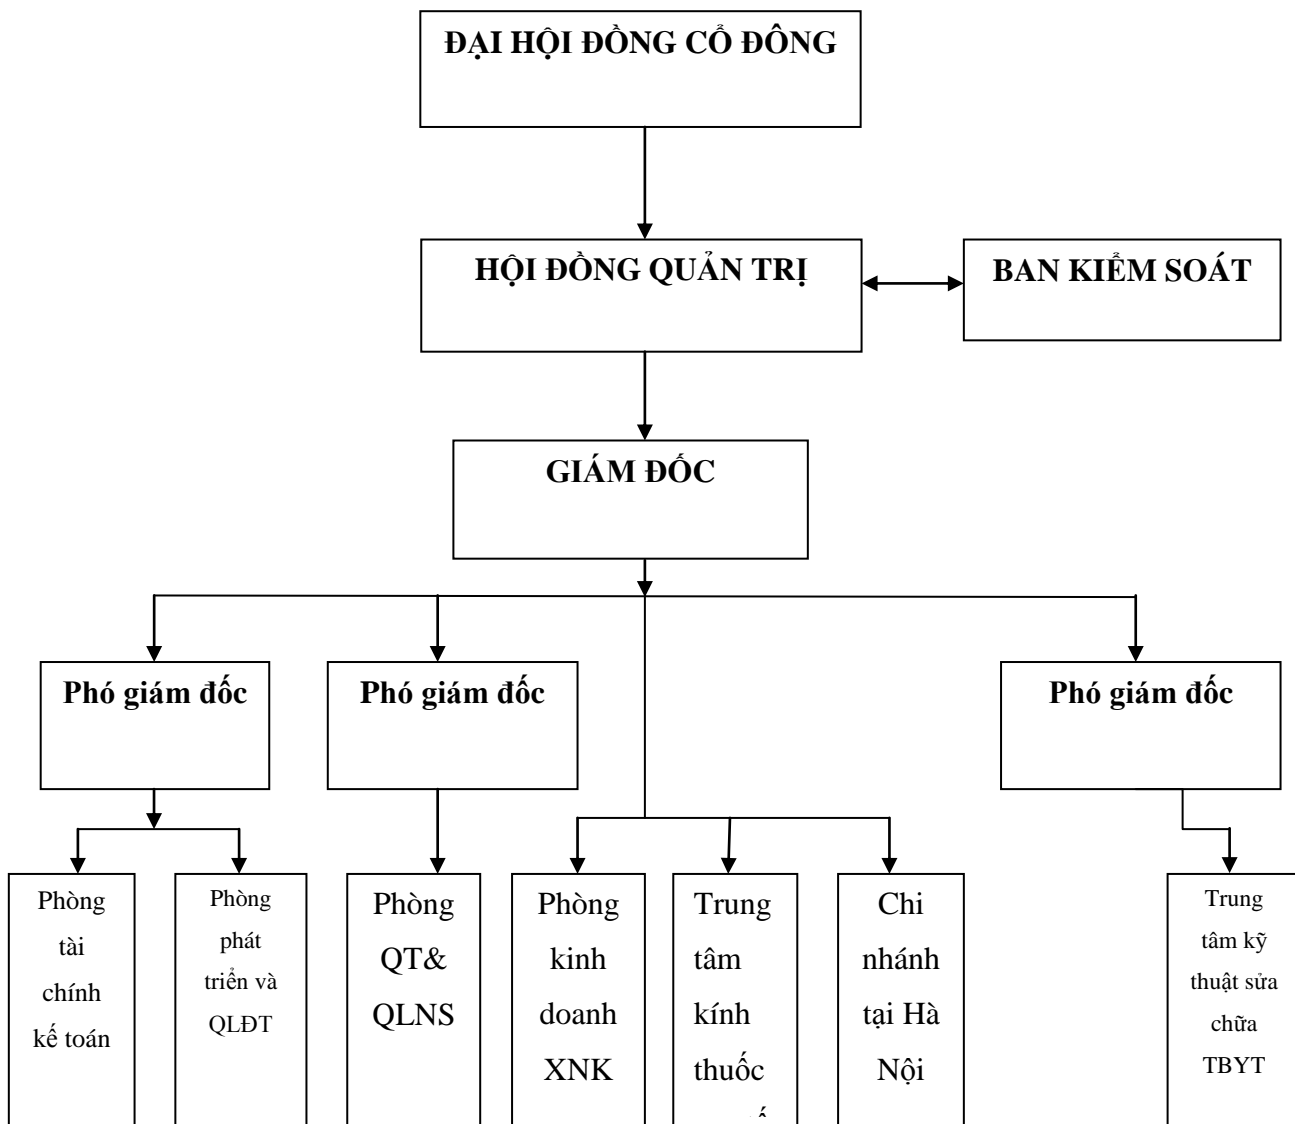 ĐẠI HỘI ĐỒNG CỔ ĐÔNG
HỘI ĐỒNG QUẢN TRỊ
BAN KIỂM SOÁT
GIÁM ĐỐC
Phó giám đốc
Phó giám đốc
Phó giám đốc
Phòng
tài
chính
kế toán
Phòng
phát
triển và
QLĐT
Phòng
QT&
QLNS
Phòng
kinh
doanh
XNK
Trung
tâm
kính
thuốc
Chi
nhánh
tại Hà
Nội
Trung
tâm kỹ
thuật sửa
chữa
TBYT